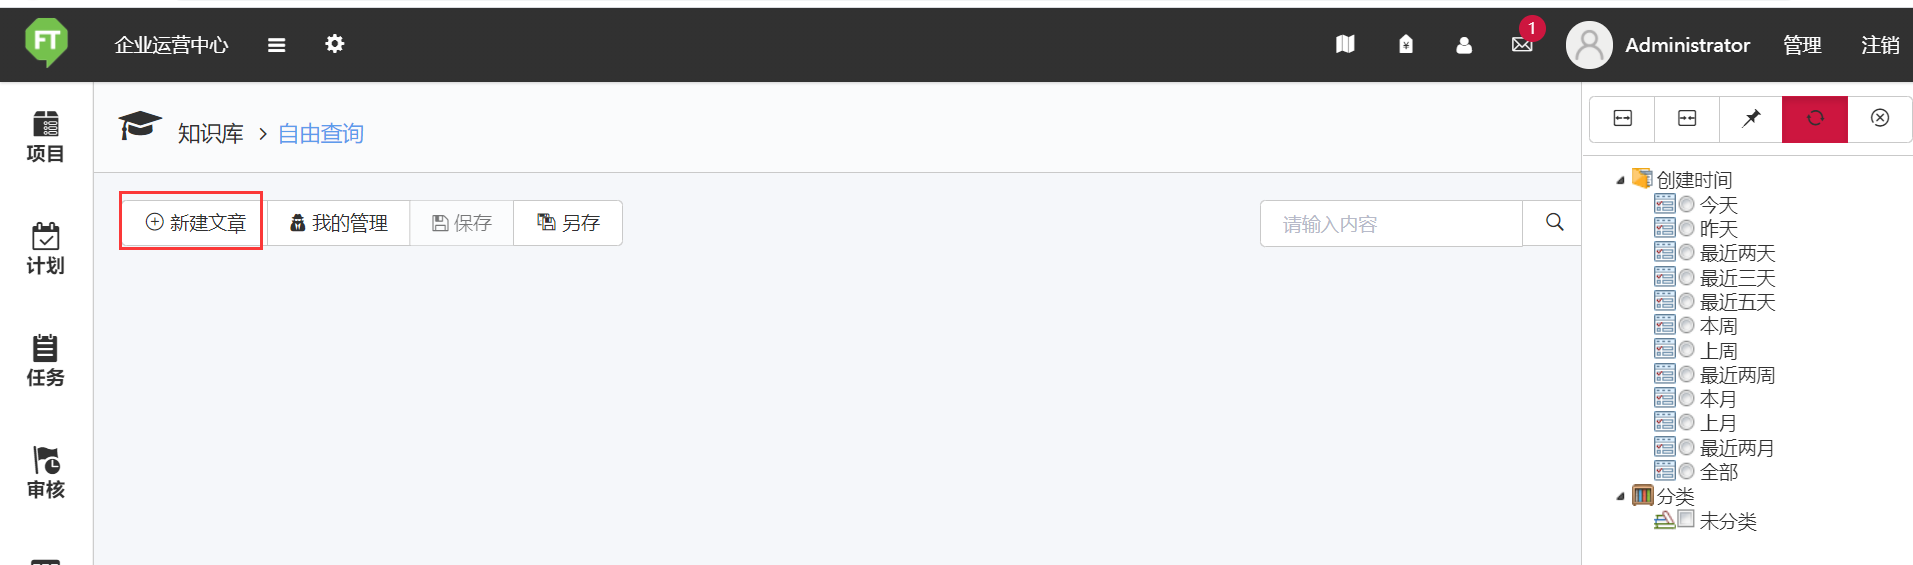 FT 企业运营中心 1 Administrator 管理 注销
项目
计划
任务
审核
知识库 > 自由查询
新建文章 我的管理 保存 另存 请输入内容
创建时间
今天
昨天
最近两天
最近三天
最近五天
本周
上周
最近两周
本月
上月
最近两月
全部
分类
未分类